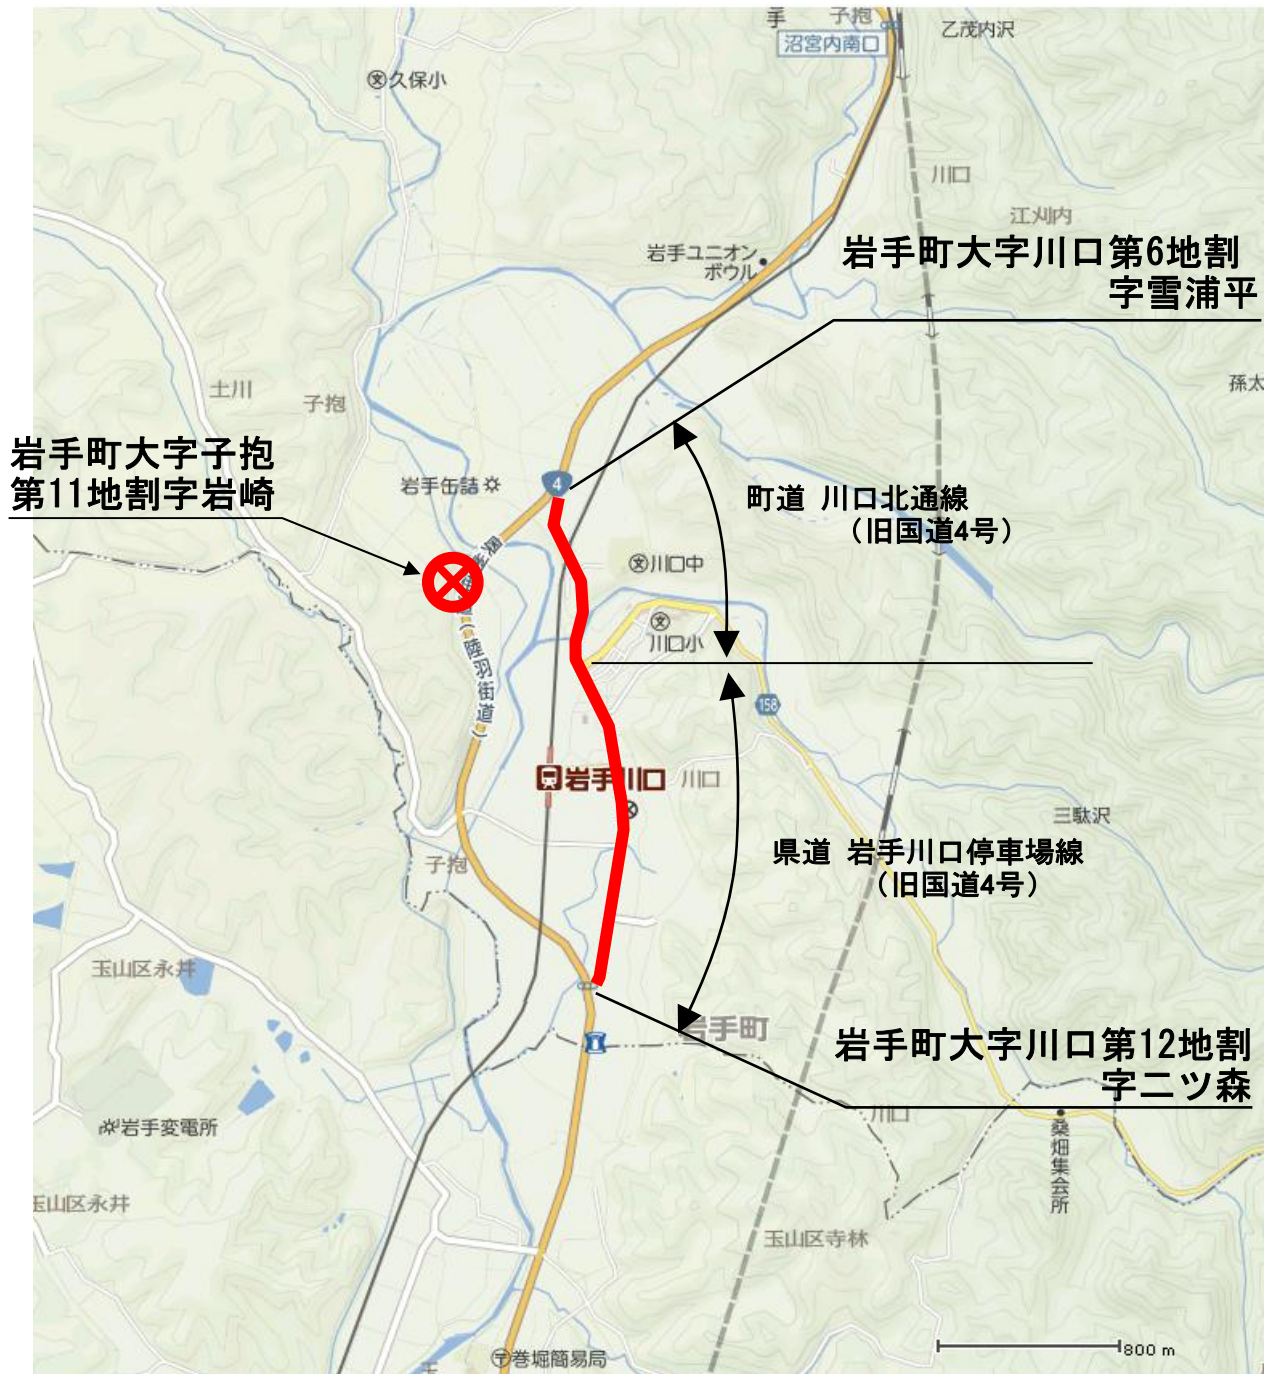 手 子抱
沼宮内南口
乙茂内沢
久保小
川口
江刈内
岩手ユニオン
ボウル
岩手町大字川口第6地割
字雪浦平
孫太
土川
子抱
岩手町大字子抱
第11地割字岩崎
岩手缶詰
4
町道 川口北通線
(旧国道4号)
川口中
川口小
道(陸羽街道)
158
岩手川口
川口
三駄沢
県道 岩手川口停車場線
(旧国道4号)
子抱
玉山区永井
岩手町
岩手町大字川口第12地割
字二ツ森
川口
岩手変電所
桑畑集会所
玉山区永井
玉山区寺林
巻堀簡易局
玉
800 m